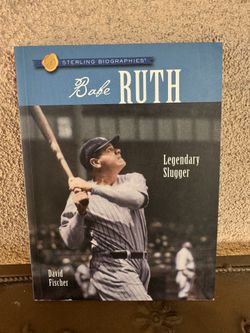 STERLING BIOGRAPHIES®
Babe RUTH
Legendary
Slugger
David
Fischer